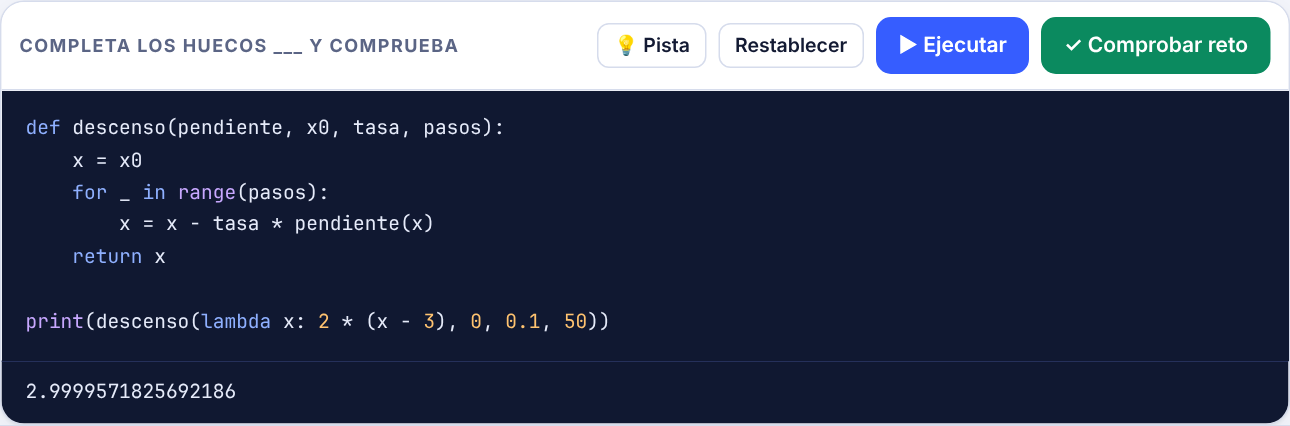 COMPLETA LOS HUECOS ___ Y COMPRUEBA
💡 Pista
Restablecer
▶ Ejecutar
✓ Comprobar reto
def descenso(pendiente, x0, tasa, pasos):
    x = x0
    for _ in range(pasos):
        x = x - tasa * pendiente(x)
    return x

print(descenso(lambda x: 2 * (x - 3), 0, 0.1, 50))
2.9999571825692186